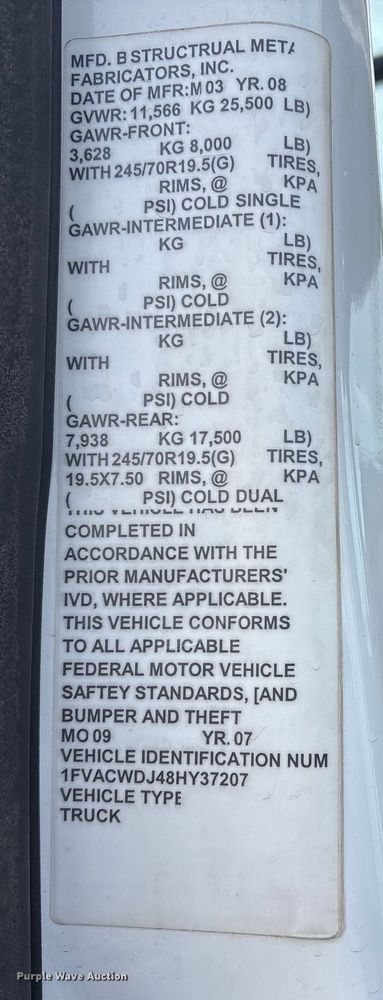 MFD. B STRUCTRUAL META
FABRICATORS, INC.
DATE OF MFR:M 03 YR. 08
GVWR: 11,566 KG 25,500 LB)
GAWR-FRONT:
3,628 KG 8,000 LB)
WITH 245/70R19.5(G) TIRES,
RIMS, @ KPA
( PSI) COLD SINGLE
GAWR-INTERMEDIATE (1):
KG LB)
WITH TIRES,
RIMS, @ KPA
( PSI) COLD
GAWR-INTERMEDIATE (2):
KG LB)
WITH TIRES,
RIMS, @ KPA
( PSI) COLD
GAWR-REAR:
7,938 KG 17,500 LB)
WITH 245/70R19.5(G) TIRES,
19.5X7.50 RIMS, @ KPA
( PSI) COLD DUAL
THIS VEHICLE HAS BEEN
COMPLETED IN
ACCORDANCE WITH THE
PRIOR MANUFACTURERS'
IVD, WHERE APPLICABLE.
THIS VEHICLE CONFORMS
TO ALL APPLICABLE
FEDERAL MOTOR VEHICLE
SAFTEY STANDARDS, [AND
BUMPER AND THEFT
MO 09 YR. 07
VEHICLE IDENTIFICATION NUM
1FVACWDJ48HY37207
VEHICLE TYPE
TRUCK
Purple Wave Auction